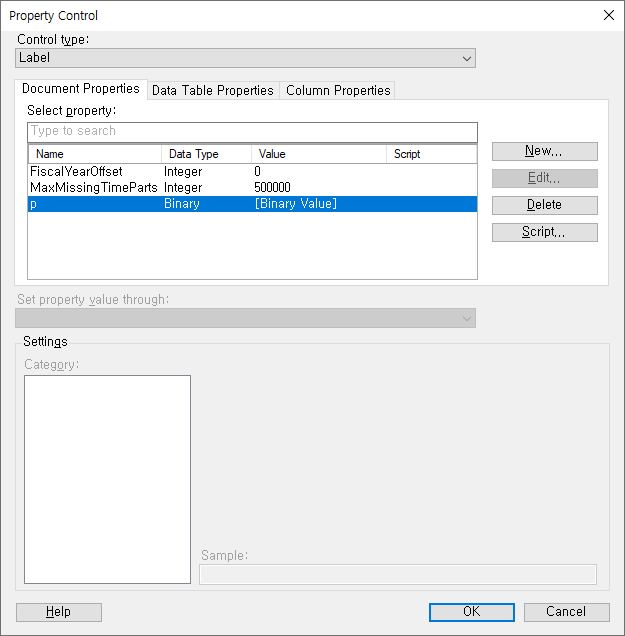 Property Control
Control type:
Label
Document Properties Data Table Properties Column Properties
Select property:
Type to search
Name Data Type Value Script
FiscalYearOffset Integer 0
MaxMissingTimeParts Integer 500000
p Binary [Binary Value]
New...
Edit...
Delete
Script...
Set property value through:
Settings
Category:
Sample:
Help OK Cancel